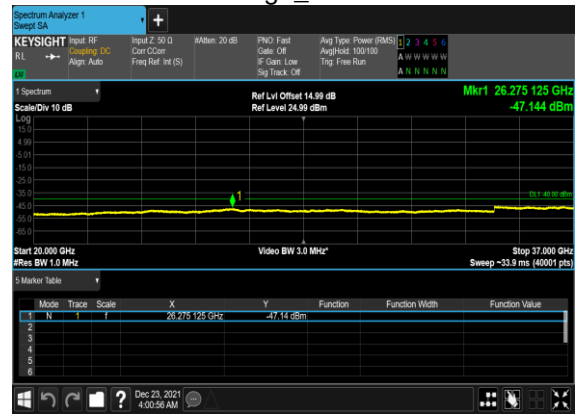 Spectrum Analyzer 1
Swept SA
+
KEYSIGHT Input: RF Input Z: 50 Ω #Atten: 20 dB PNO: Fast Avg Type: Power (RMS) 1 2 3 4 5 6
RL Coupling: DC Corr CCorr Gate: Off Avg|Hold: 100/100 A W W W W W
Align: Auto Freq Ref: Int (S) IF Gain: Low Trig: Free Run
Sig Track: Off A N N N N N
1 Spectrum Ref Lvl Offset 14.99 dB Mkr1 26.275 125 GHz
Scale/Div 10 dB Ref Level 24.99 dBm -47.144 dBm
Log
15.0
4.99
-5.01
-15.0
-25.0
-35.0 1 DL1 -40.00 dBm
-45.0
-55.0
-65.0
Start 20.000 GHz Video BW 3.0 MHz* Stop 37.000 GHz
#Res BW 1.0 MHz Sweep ~33.9 ms (40001 pts)
5 Marker Table
Mode Trace Scale X Y Function Function Width Function Value
1 N 1 f 26.275 125 GHz -47.14 dBm
2
3
4
5
6
? Dec 23, 2021
4:00:56 AM